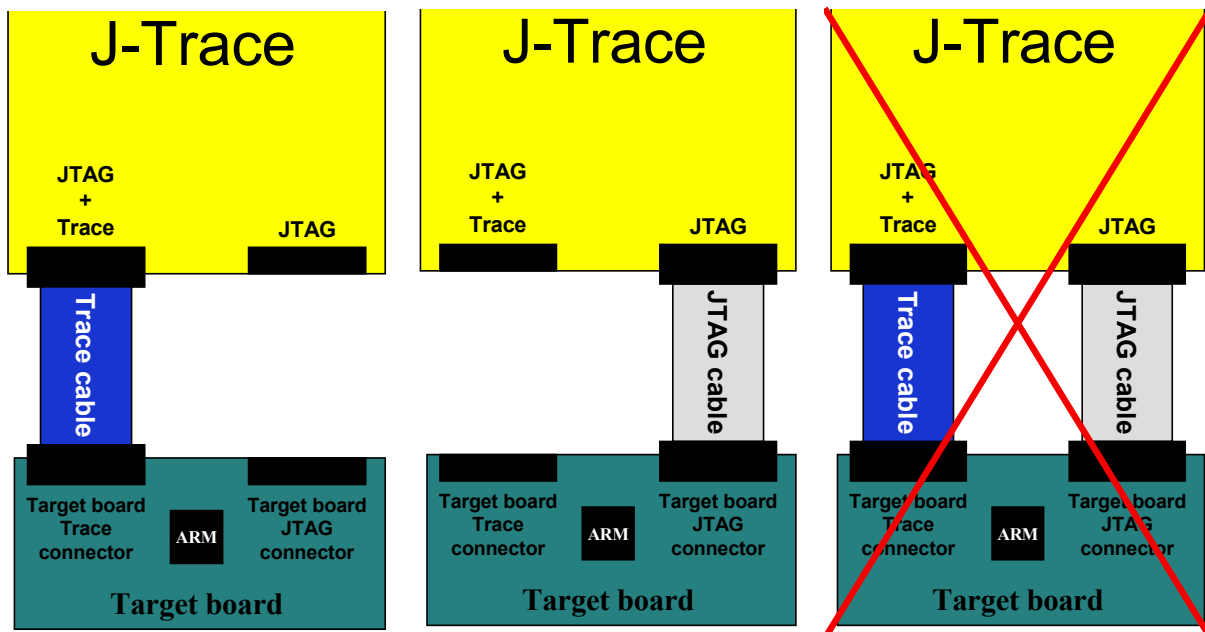 J-Trace
JTAG
+
Trace
JTAG
Trace cable
Target board
Trace
connector
ARM
Target board
JTAG
connector
Target board
J-Trace
JTAG
+
Trace
JTAG
JTAG cable
Target board
Trace
connector
ARM
Target board
JTAG
connector
Target board
J-Trace
JTAG
+
Trace
JTAG
Trace cable
JTAG cable
Target board
Trace
connector
ARM
Target board
JTAG
connector
Target board